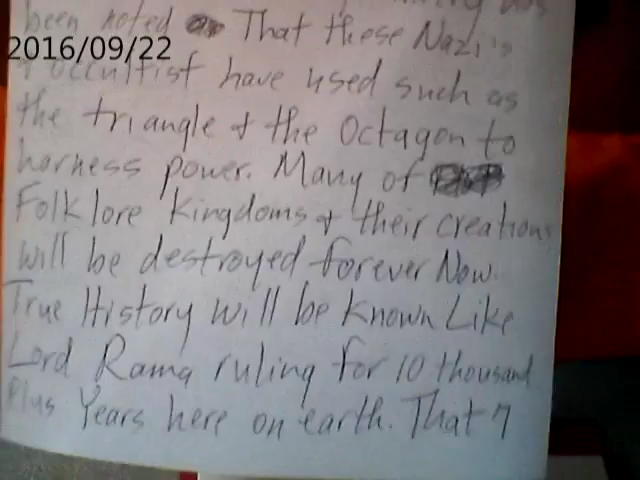 been noted That these Nazi's
2016/09/22
& occultist have used such as
the triangle & the Octagon to
harness power. Many of
Folklore kingdoms & their creations
will be destroyed forever Now.
True History will be known Like
Lord Rama ruling for 10 thousand
Plus Years here on earth. That 7